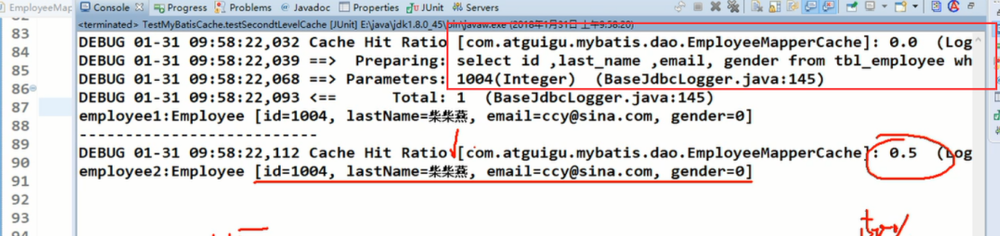 EmployeeMap
Console Progress Problems Javadoc Properties JUnit Servers
<terminated> TestMyBatisCache.testSecondtLevelCache [JUnit] E:\java\jdk1.8.0_45\bin\javaw.exe (2018年1月31日 上午9:58:20)
83 DEBUG 01-31 09:58:22,032 Cache Hit Ratio [com.atguigu.mybatis.dao.EmployeeMapperCache]: 0.0 (Log
84 DEBUG 01-31 09:58:22,039 ==> Preparing: select id ,last_name ,email, gender from tbl_employee wh
85 DEBUG 01-31 09:58:22,068 ==> Parameters: 1004(Integer) (BaseJdbcLogger.java:145)
86 DEBUG 01-31 09:58:22,093 <== Total: 1 (BaseJdbcLogger.java:145)
87 employee1:Employee [id=1004, lastName=柴柴燕, email=ccy@sina.com, gender=0]
88 --------------------------
89 DEBUG 01-31 09:58:22,112 Cache Hit Ratio [com.atguigu.mybatis.dao.EmployeeMapperCache]: 0.5 (Log
90 employee2:Employee [id=1004, lastName=柴柴燕, email=ccy@sina.com, gender=0]
91
92
93
94